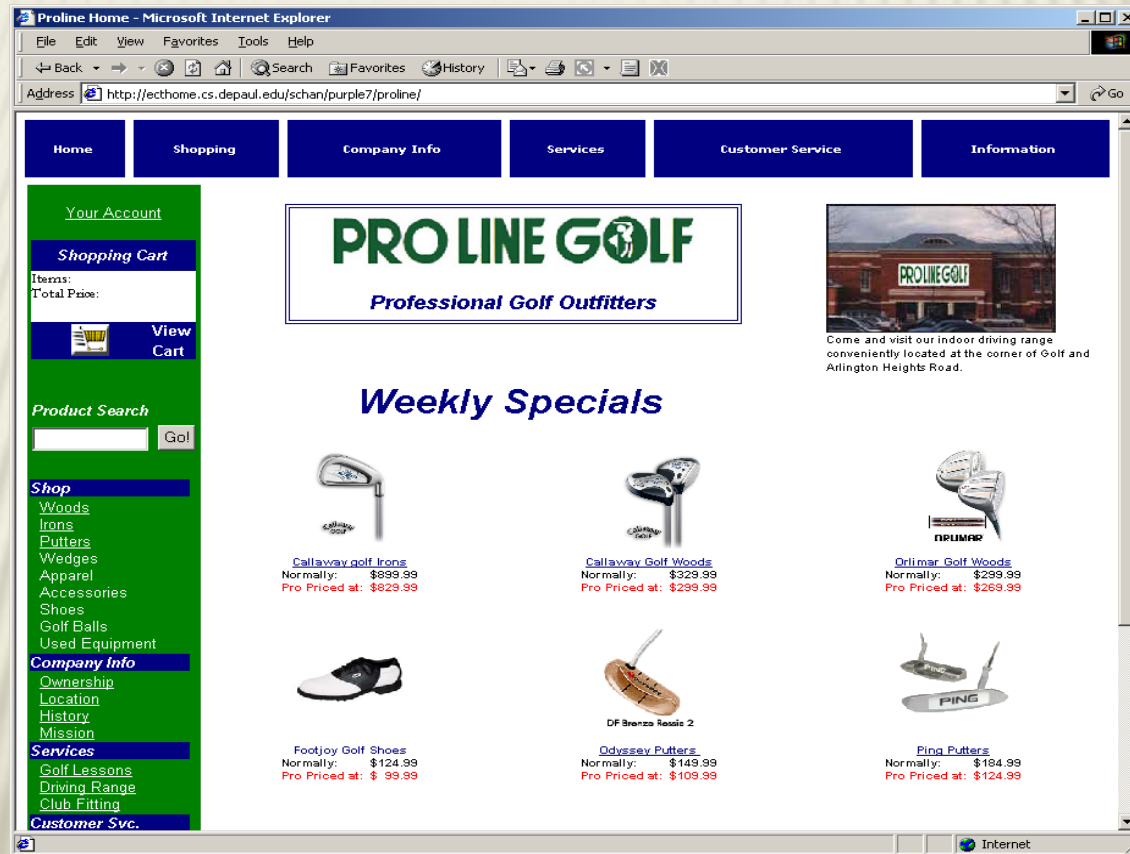 Proline Home - Microsoft Internet Explorer
File Edit View Favorites Tools Help
Back Search Favorites History
Address http://ecthome.cs.depaul.edu/schan/purple7/proline/ Go
Home Shopping Company Info Services Customer Service Information
Your Account
Shopping Cart
Items:
Total Price:
View
Cart
Product Search
Go!
Shop
Woods
Irons
Putters
Wedges
Apparel
Accessories
Shoes
Golf Balls
Used Equipment
Company Info
Ownership
Location
History
Mission
Services
Golf Lessons
Driving Range
Club Fitting
Customer Svc.
PRO LINE GOLF
Professional Golf Outfitters
PROLINE GOLF
Come and visit our indoor driving range
conveniently located at the corner of Golf and
Arlington Heights Road.
Weekly Specials
Callaway
GOLF
Callaway golf Irons
Normally: $899.99
Pro Priced at: $829.99
Callaway
GOLF
Callaway Golf Woods
Normally: $329.99
Pro Priced at: $299.99
ORLIMAR
Orlimar Golf Woods
Normally: $299.99
Pro Priced at: $269.99
Footjoy Golf Shoes
Normally: $124.99
Pro Priced at: $ 99.99
DF Bronze Rossie 2
Odyssey Putters
Normally: $149.99
Pro Priced at: $109.99
PING
Ping Putters
Normally: $184.99
Pro Priced at: $124.99
Internet